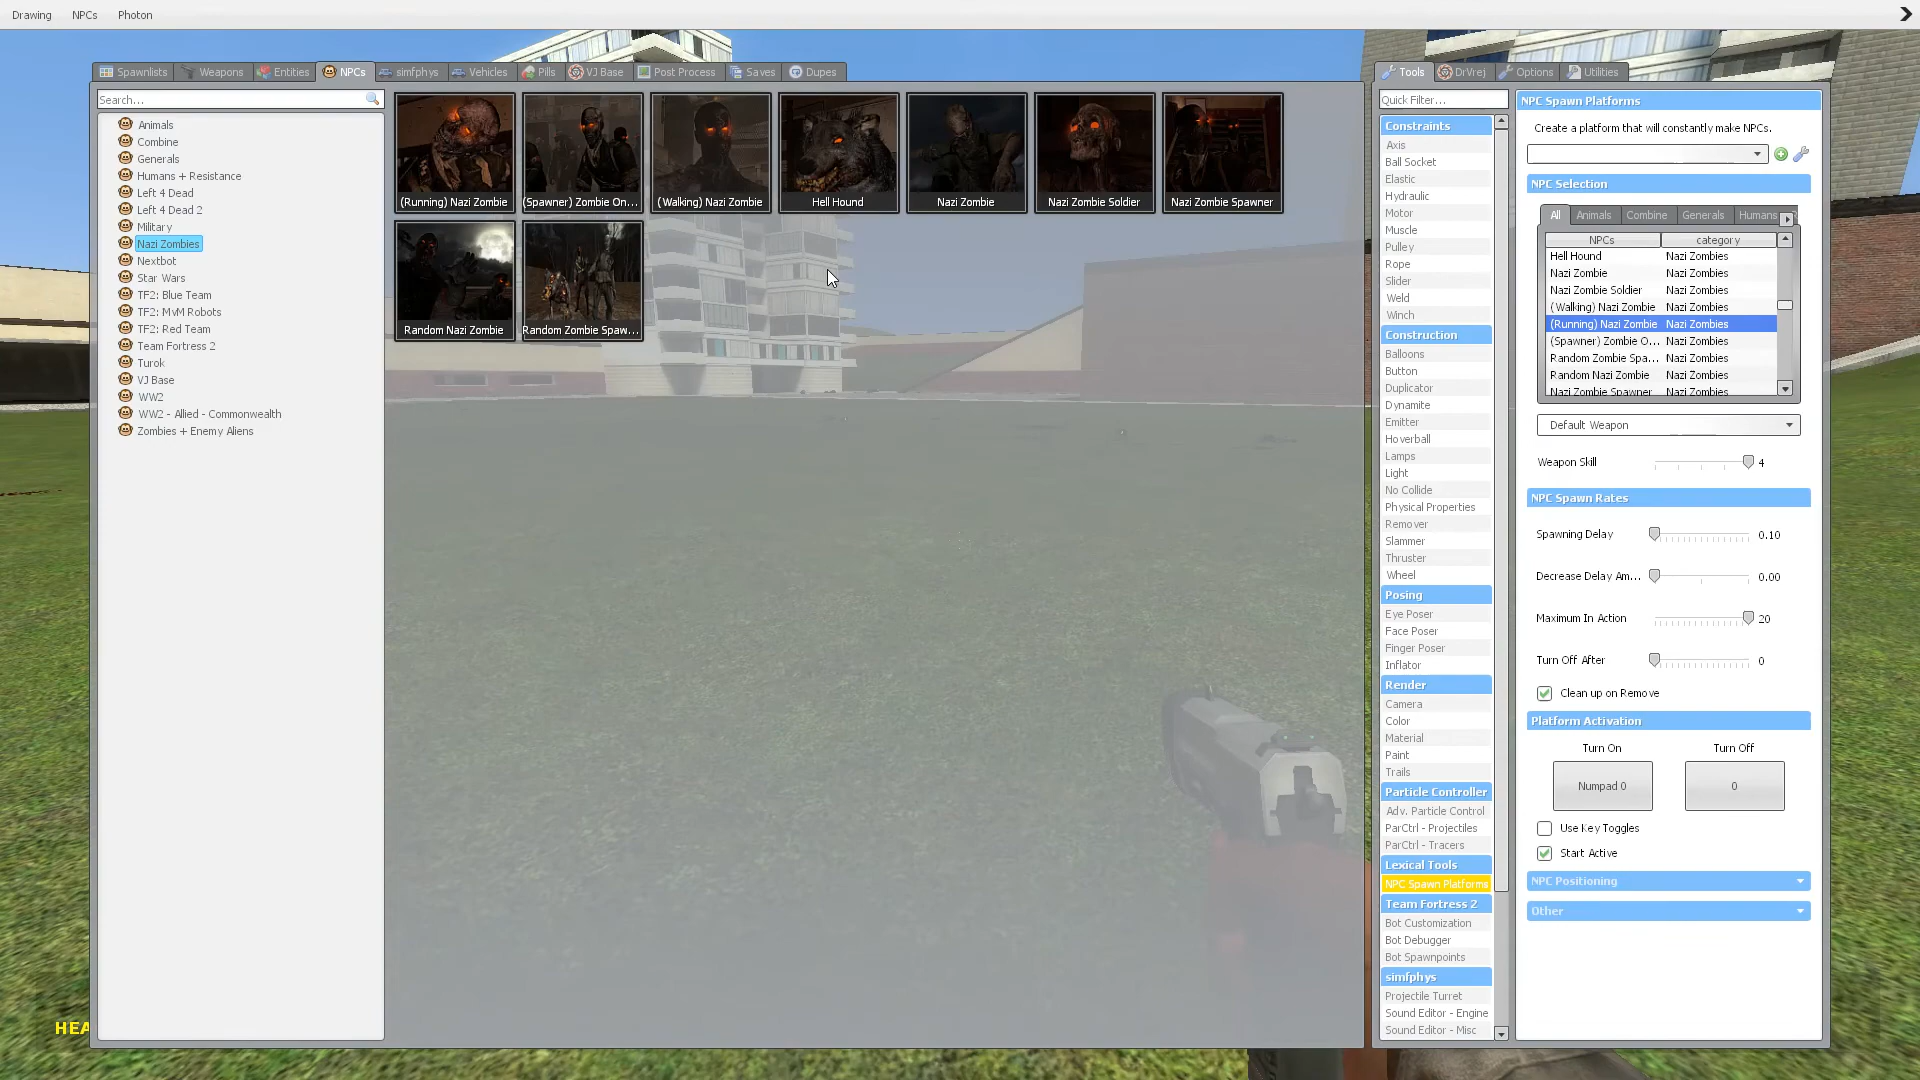 Drawing NPCs Photon
Spawnlists Weapons Entities NPCs simfphys Vehicles Pills VJ Base Post Process Saves Dupes
Search...
Animals
Combine
Generals
Humans + Resistance
Left 4 Dead
Left 4 Dead 2
Military
Nazi Zombies
Nextbot
Star Wars
TF2: Blue Team
TF2: MvM Robots
TF2: Red Team
Team Fortress 2
Turok
VJ Base
WW2
WW2 - Allied - Commonwealth
Zombies + Enemy Aliens
(Running) Nazi Zombie (Spawner) Zombie On... (Walking) Nazi Zombie Hell Hound Nazi Zombie Nazi Zombie Soldier Nazi Zombie Spawner
Random Nazi Zombie Random Zombie Spaw...
HEA
Tools DrVrej Options Utilities
Quick Filter...
Constraints
Axis
Ball Socket
Elastic
Hydraulic
Motor
Muscle
Pulley
Rope
Slider
Weld
Winch
Construction
Balloons
Button
Duplicator
Dynamite
Emitter
Hoverball
Lamps
Light
No Collide
Physical Properties
Remover
Slammer
Thruster
Wheel
Posing
Eye Poser
Face Poser
Finger Poser
Inflator
Render
Camera
Color
Material
Paint
Trails
Particle Controller
Adv. Particle Control
ParCtrl - Projectiles
ParCtrl - Tracers
Lexical Tools
NPC Spawn Platforms
Team Fortress 2
Bot Customization
Bot Debugger
Bot Spawnpoints
simfphys
Projectile Turret
Sound Editor - Engine
Sound Editor - Misc
NPC Spawn Platforms
Create a platform that will constantly make NPCs.
NPC Selection
All Animals Combine Generals Humans
NPCs category
Hell Hound Nazi Zombies
Nazi Zombie Nazi Zombies
Nazi Zombie Soldier Nazi Zombies
(Walking) Nazi Zombie Nazi Zombies
(Running) Nazi Zombie Nazi Zombies
(Spawner) Zombie O... Nazi Zombies
Random Zombie Spa... Nazi Zombies
Random Nazi Zombie Nazi Zombies
Nazi Zombie Spawner Nazi Zombies
Default Weapon
Weapon Skill 4
NPC Spawn Rates
Spawning Delay 0.10
Decrease Delay Am... 0.00
Maximum In Action 20
Turn Off After 0
Clean up on Remove
Platform Activation
Turn On Turn Off
Numpad 0 0
Use Key Toggles
Start Active
NPC Positioning
Other